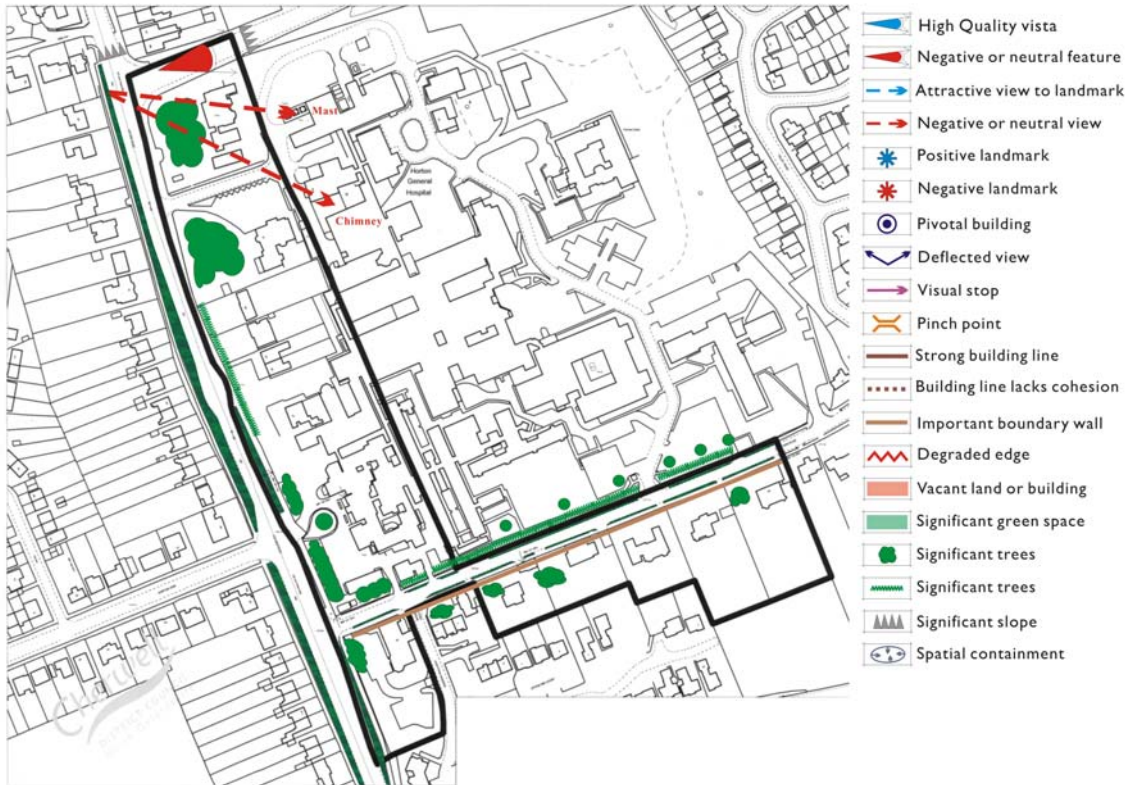 Mast
Chimney
Horton
General
Hospital
Cherwell
DISTRICT COUNCIL
High Quality vista
Negative or neutral feature
Attractive view to landmark
Negative or neutral view
Positive landmark
Negative landmark
Pivotal building
Deflected view
Visual stop
Pinch point
Strong building line
Building line lacks cohesion
Important boundary wall
Degraded edge
Vacant land or building
Significant green space
Significant trees
Significant trees
Significant slope
Spatial containment